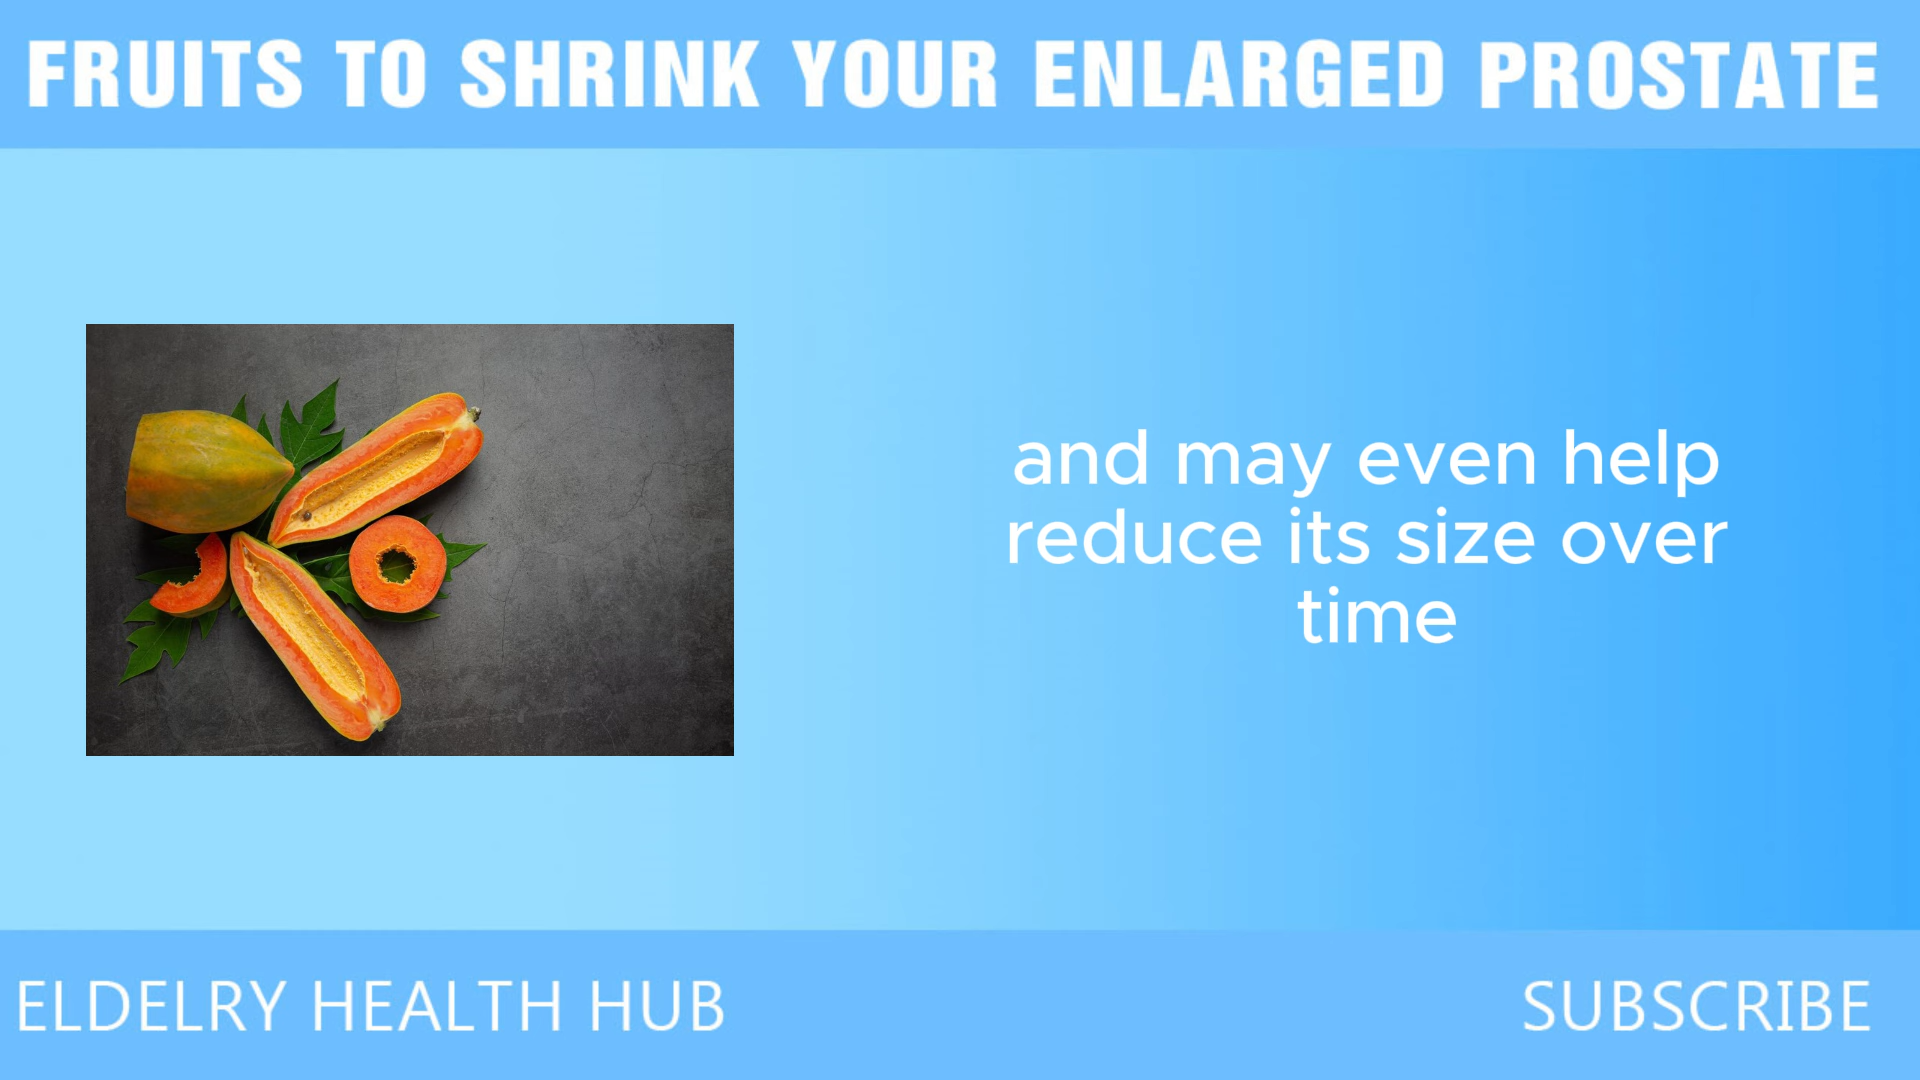 FRUITS TO SHRINK YOUR ENLARGED PROSTATE
and may even help
reduce its size over
time
ELDELRY HEALTH HUB
SUBSCRIBE